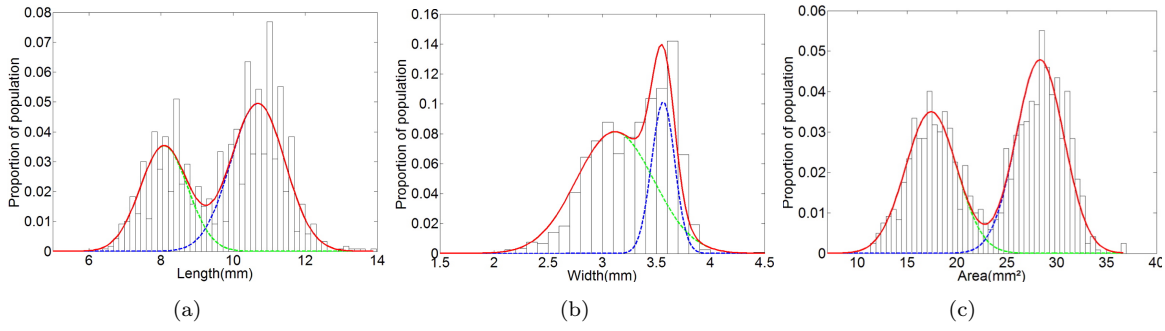 0.08
0.07
0.06
0.05
0.04
0.03
0.02
0.01
0
Proportion of population
6 8 10 12 14
Length(mm)
(a)
0.16
0.14
0.12
0.1
0.08
0.06
0.04
0.02
0.00
Proportion of population
1.5 2 2.5 3 3.5 4 4.5
Width(mm)
(b)
0.06
0.05
0.04
0.03
0.02
0.01
0
Proportion of population
10 15 20 25 30 35 40
Area(mm²)
(c)